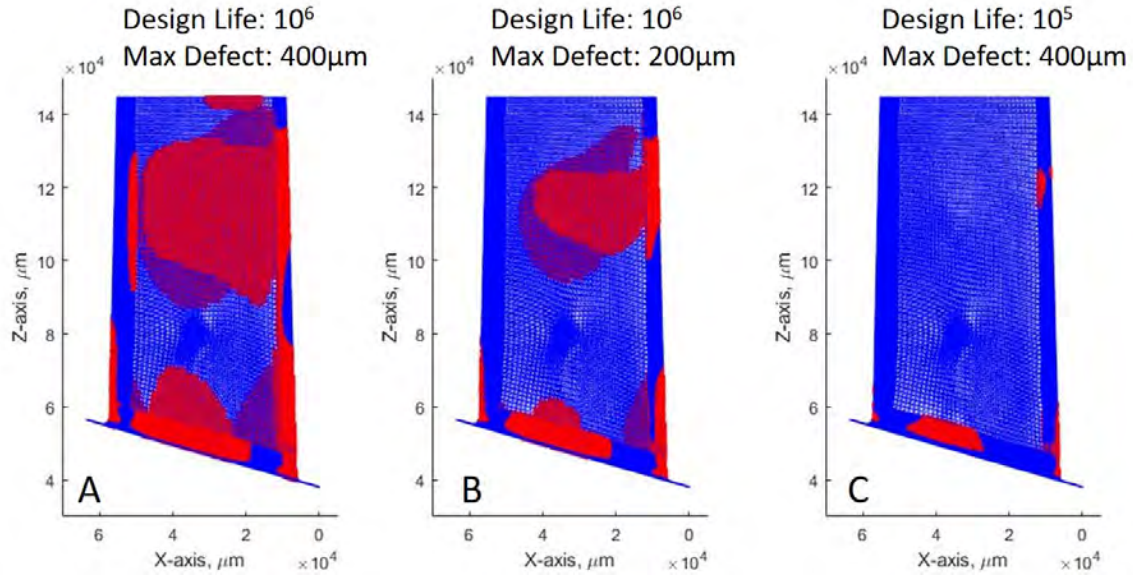 Design Life: 10⁶
Max Defect: 400µm
Design Life: 10⁶
Max Defect: 200µm
Design Life: 10⁵
Max Defect: 400µm
× 10⁴
14
12
10
8
6
4
Z-axis, µm
A
6
4
2
0
X-axis, µm
× 10⁴
× 10⁴
14
12
10
8
6
4
Z-axis, µm
B
6
4
2
0
X-axis, µm
× 10⁴
× 10⁴
14
12
10
8
6
4
Z-axis, µm
C
6
4
2
0
X-axis, µm
× 10⁴